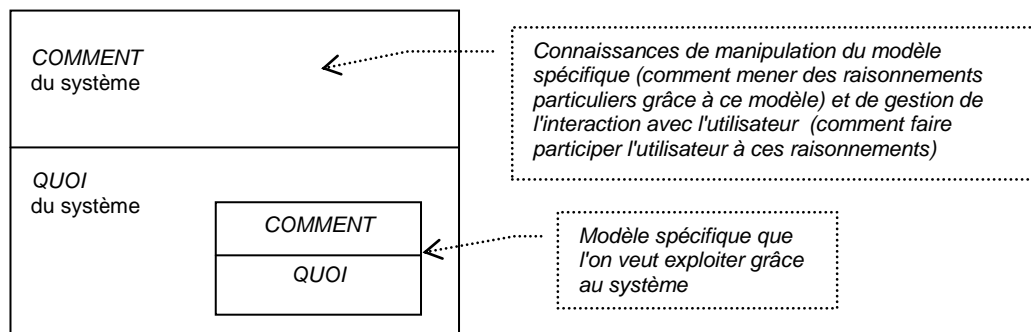 COMMENT
du système
Connaissances de manipulation du modèle
spécifique (comment mener des raisonnements
particuliers grâce à ce modèle) et de gestion de
l'interaction avec l'utilisateur (comment faire
participer l'utilisateur à ces raisonnements)
QUOI
du système
COMMENT
QUOI
Modèle spécifique que
l'on veut exploiter grâce
au système